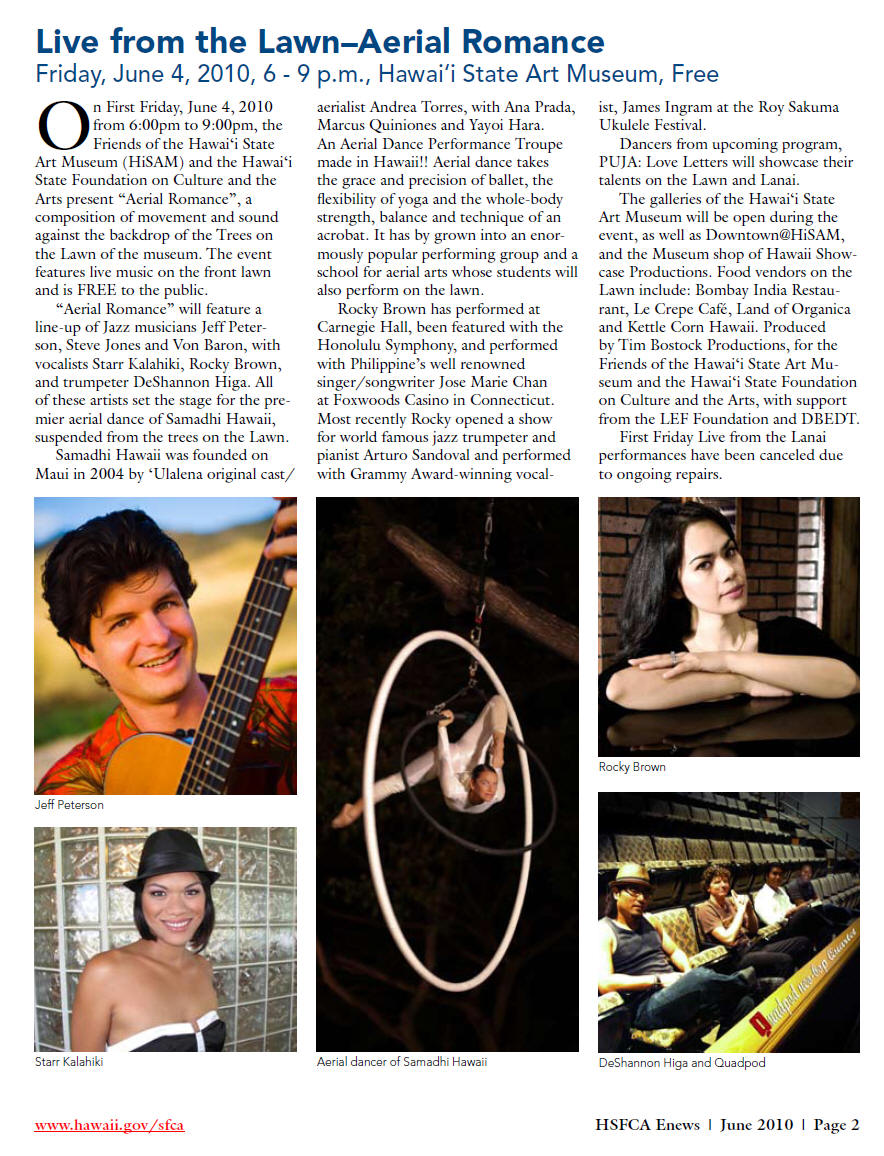 Live from the Lawn–Aerial Romance
Friday, June 4, 2010, 6 - 9 p.m., Hawai‘i State Art Museum, Free
On First Friday, June 4, 2010
from 6:00pm to 9:00pm, the
Friends of the Hawai‘i State
Art Museum (HiSAM) and the Hawai‘i
State Foundation on Culture and the
Arts present “Aerial Romance”, a
composition of movement and sound
against the backdrop of the Trees on
the Lawn of the museum. The event
features live music on the front lawn
and is FREE to the public.
“Aerial Romance” will feature a
line-up of Jazz musicians Jeff Peter-
son, Steve Jones and Von Baron, with
vocalists Starr Kalahiki, Rocky Brown,
and trumpeter DeShannon Higa. All
of these artists set the stage for the pre-
mier aerial dance of Samadhi Hawaii,
suspended from the trees on the Lawn.
Samadhi Hawaii was founded on
Maui in 2004 by ‘Ulalena original cast/
aerialist Andrea Torres, with Ana Prada,
Marcus Quiniones and Yayoi Hara.
An Aerial Dance Performance Troupe
made in Hawaii!! Aerial dance takes
the grace and precision of ballet, the
flexibility of yoga and the whole-body
strength, balance and technique of an
acrobat. It has by grown into an enor-
mously popular performing group and a
school for aerial arts whose students will
also perform on the lawn.
Rocky Brown has performed at
Carnegie Hall, been featured with the
Honolulu Symphony, and performed
with Philippine’s well renowned
singer/songwriter Jose Marie Chan
at Foxwoods Casino in Connecticut.
Most recently Rocky opened a show
for world famous jazz trumpeter and
pianist Arturo Sandoval and performed
with Grammy Award-winning vocal-
ist, James Ingram at the Roy Sakuma
Ukulele Festival.
Dancers from upcoming program,
PUJA: Love Letters will showcase their
talents on the Lawn and Lanai.
The galleries of the Hawai‘i State
Art Museum will be open during the
event, as well as Downtown@HiSAM,
and the Museum shop of Hawaii Show-
case Productions. Food vendors on the
Lawn include: Bombay India Restau-
rant, Le Crepe Café, Land of Organica
and Kettle Corn Hawaii. Produced
by Tim Bostock Productions, for the
Friends of the Hawai‘i State Art Mu-
seum and the Hawai‘i State Foundation
on Culture and the Arts, with support
from the LEF Foundation and DBEDT.
First Friday Live from the Lanai
performances have been canceled due
to ongoing repairs.
Jeff Peterson
Starr Kalahiki
Aerial dancer of Samadhi Hawaii
Rocky Brown
Quadpod nonbop Quartet
DeShannon Higa and Quadpod
www.hawaii.gov/sfca
HSFCA Enews | June 2010 | Page 2